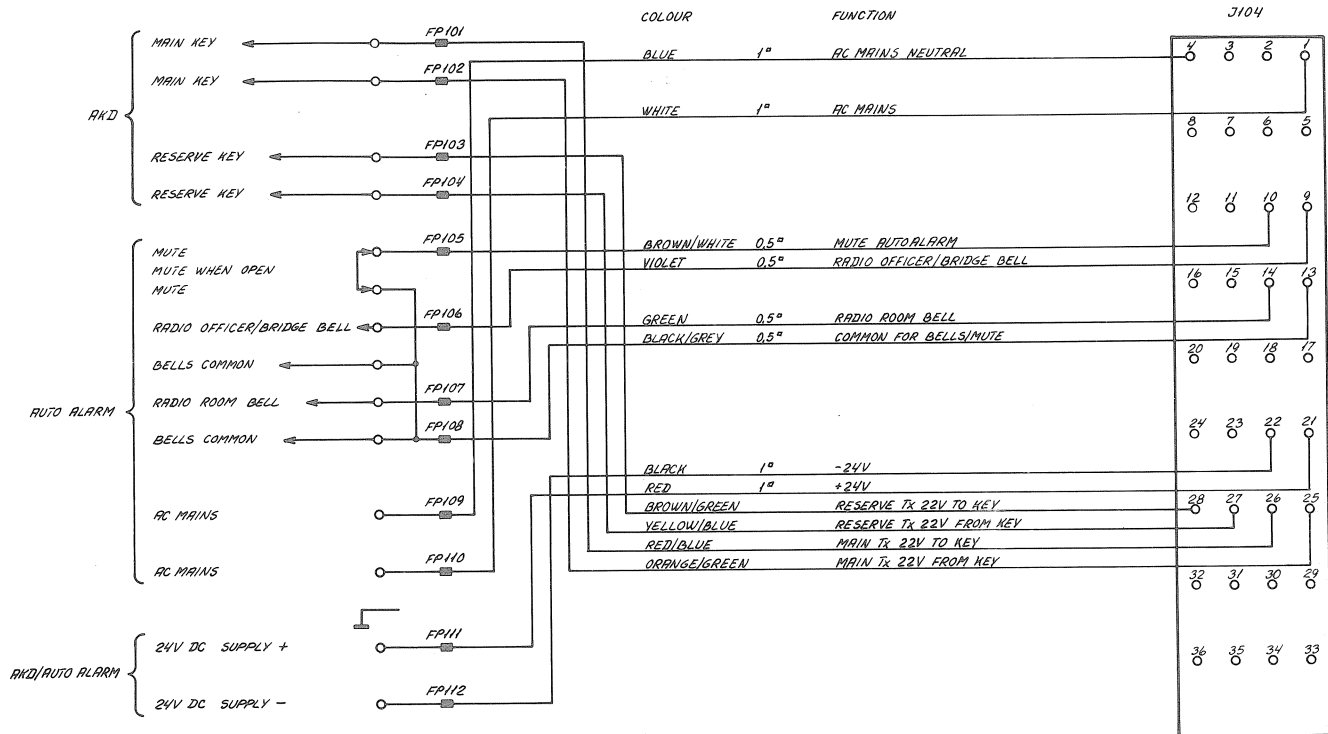 COLOUR FUNCTION J104
MAIN KEY FP101
BLUE 1¤ AC MAINS NEUTRAL
4 3 2 1
MAIN KEY FP102
AKD
WHITE 1¤ AC MAINS
8 7 6 5
RESERVE KEY FP103
RESERVE KEY FP104
12 11 10 9
MUTE FP105
BROWN/WHITE 0,5¤ MUTE AUTOALARM
VIOLET 0,5¤ RADIO OFFICER/BRIDGE BELL
MUTE WHEN OPEN
MUTE
16 15 14 13
RADIO OFFICER/BRIDGE BELL FP106
GREEN 0,5¤ RADIO ROOM BELL
BLACK/GREY 0,5¤ COMMON FOR BELLS/MUTE
20 19 18 17
BELLS COMMON
RADIO ROOM BELL FP107
AUTO ALARM
BELLS COMMON FP108
24 23 22 21
BLACK 1¤ -24V
RED 1¤ +24V
BROWN/GREEN RESERVE Tx 22V TO KEY
28 27 26 25
AC MAINS FP109
YELLOW/BLUE RESERVE Tx 22V FROM KEY
RED/BLUE MAIN Tx 22V TO KEY
ORANGE/GREEN MAIN Tx 22V FROM KEY
AC MAINS FP110
32 31 30 29
24V DC SUPPLY + FP111
AKD/AUTO ALARM
36 35 34 33
24V DC SUPPLY - FP112